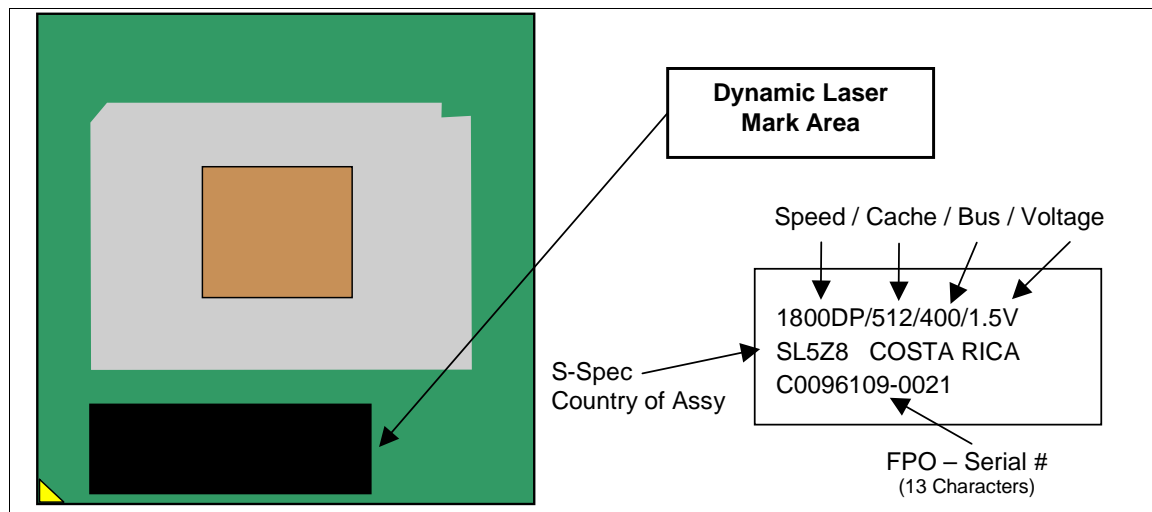 Dynamic Laser
Mark Area
Speed / Cache / Bus / Voltage
1800DP/512/400/1.5V
SL5Z8 COSTA RICA
C0096109-0021
S-Spec
Country of Assy
FPO – Serial #
(13 Characters)